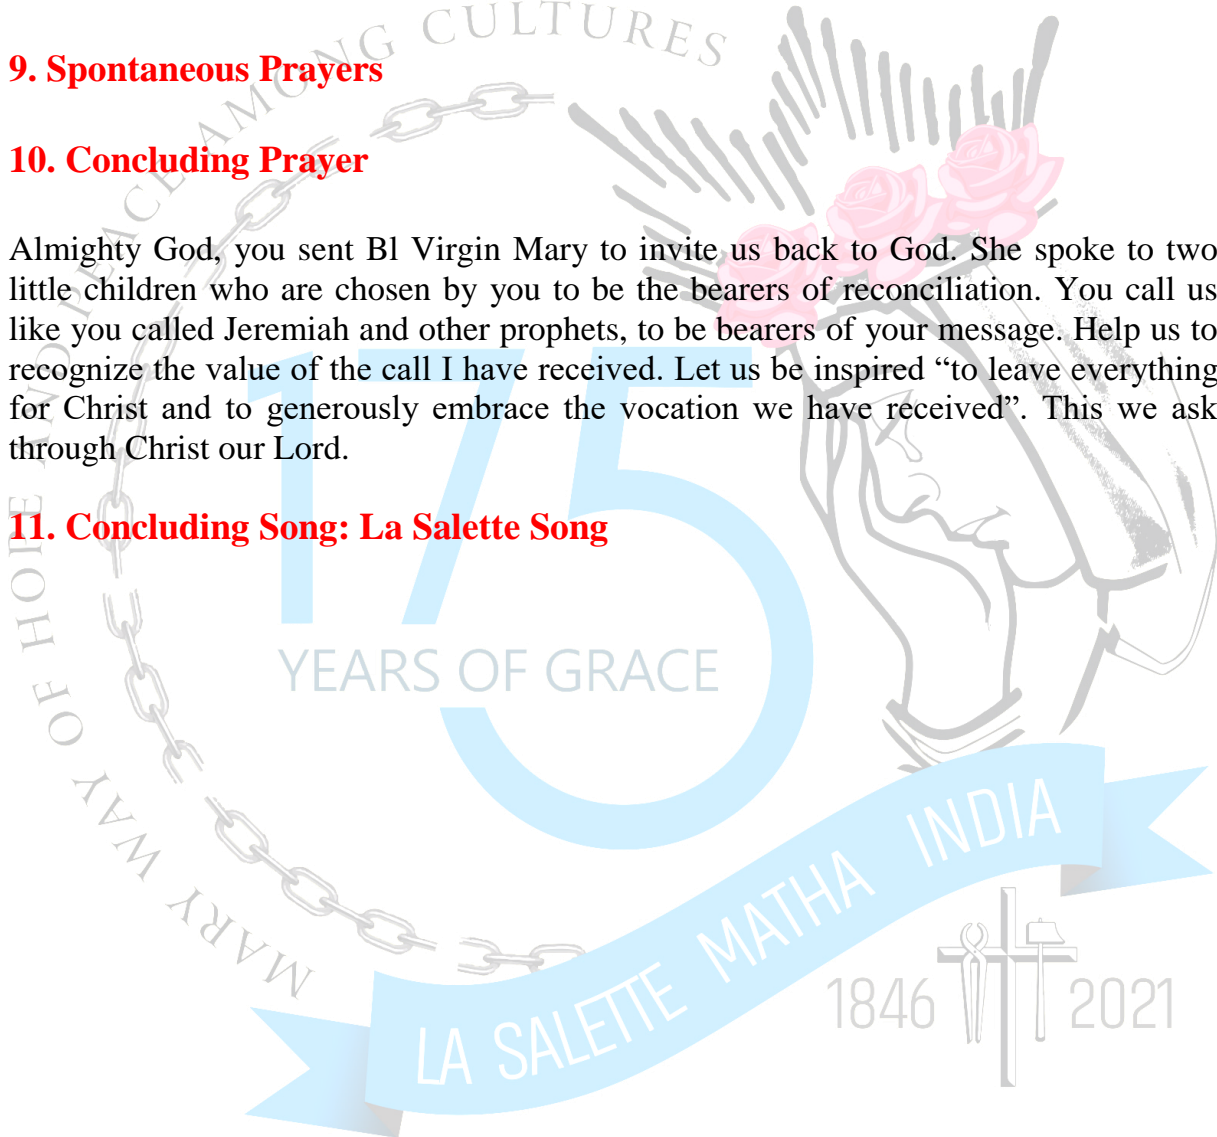 9. Spontaneous Prayers
10. Concluding Prayer
Almighty God, you sent Bl Virgin Mary to invite us back to God. She spoke to two
little children who are chosen by you to be the bearers of reconciliation. You call us
like you called Jeremiah and other prophets, to be bearers of your message. Help us to
recognize the value of the call I have received. Let us be inspired “to leave everything
for Christ and to generously embrace the vocation we have received”. This we ask
through Christ our Lord.
11. Concluding Song: La Salette Song
MARY WAY OF HOPE AND PEACE AMONG CULTURES
175
YEARS OF GRACE
LA SALETTE MATHA INDIA
1846 2021